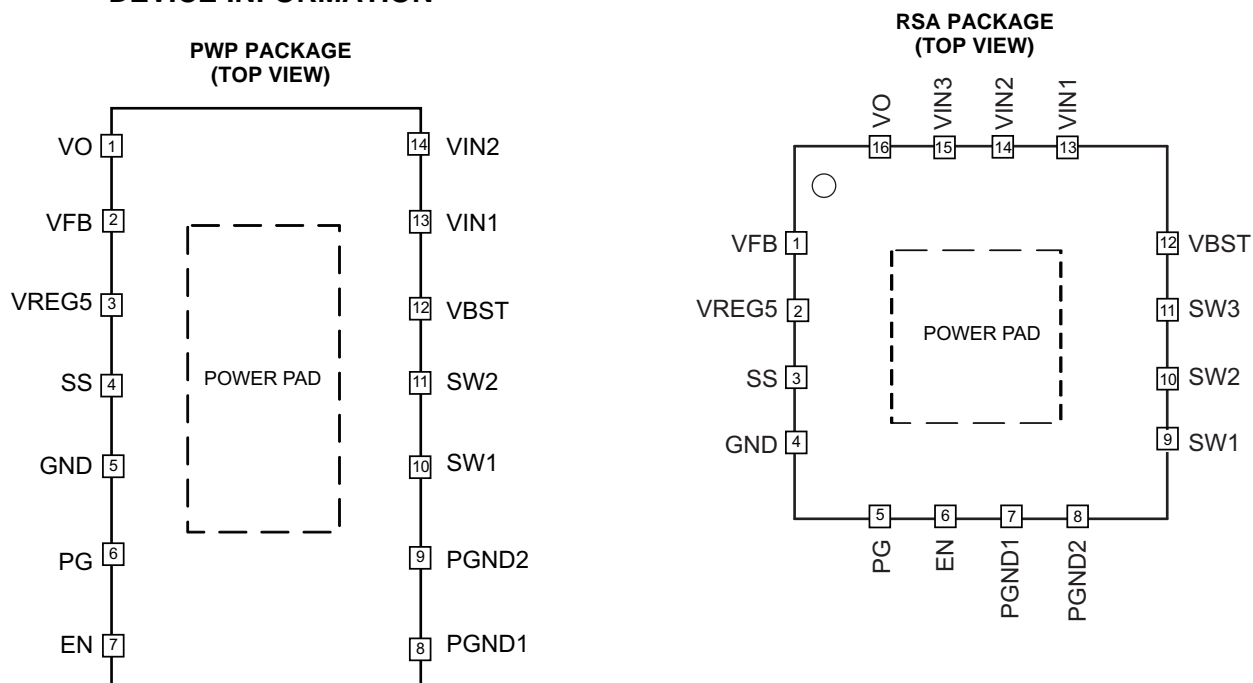 DEVICE INFORMATION
PWP PACKAGE
(TOP VIEW)
VO 1
VFB 2
VREG5 3
SS 4
GND 5
PG 6
EN 7
POWER PAD
14 VIN2
13 VIN1
12 VBST
11 SW2
10 SW1
9 PGND2
8 PGND1
RSA PACKAGE
(TOP VIEW)
VO
VIN3
VIN2
VIN1
16 15 14 13
VFB 1
VREG5 2
SS 3
GND 4
POWER PAD
12 VBST
11 SW3
10 SW2
9 SW1
5 6 7 8
PG
EN
PGND1
PGND2